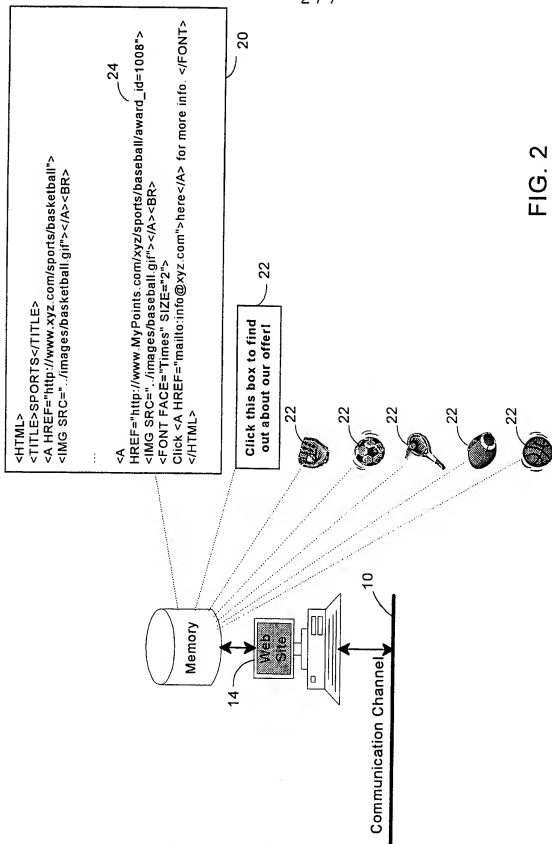 2 / 7
<HTML>
<TITLE>SPORTS</TITLE>
<A HREF="http://www.xyz.com/sports/basketball">
<IMG SRC="../images/basketball.gif"></A><BR>
...
<A
HREF="http://www.MyPoints.com/xyz/sports/baseball/award_id=1008">
<IMG SRC="../images/baseball.gif"></A><BR>
<FONT FACE="Times" SIZE="2">
Click <A HREF="mailto:info@xyz.com">here</A> for more info. </FONT>
</HTML>
24
20
Click this box to find
out about our offer!
22
22
22
22
22
22
Memory
Web
Site
14
10
Communication Channel
FIG. 2